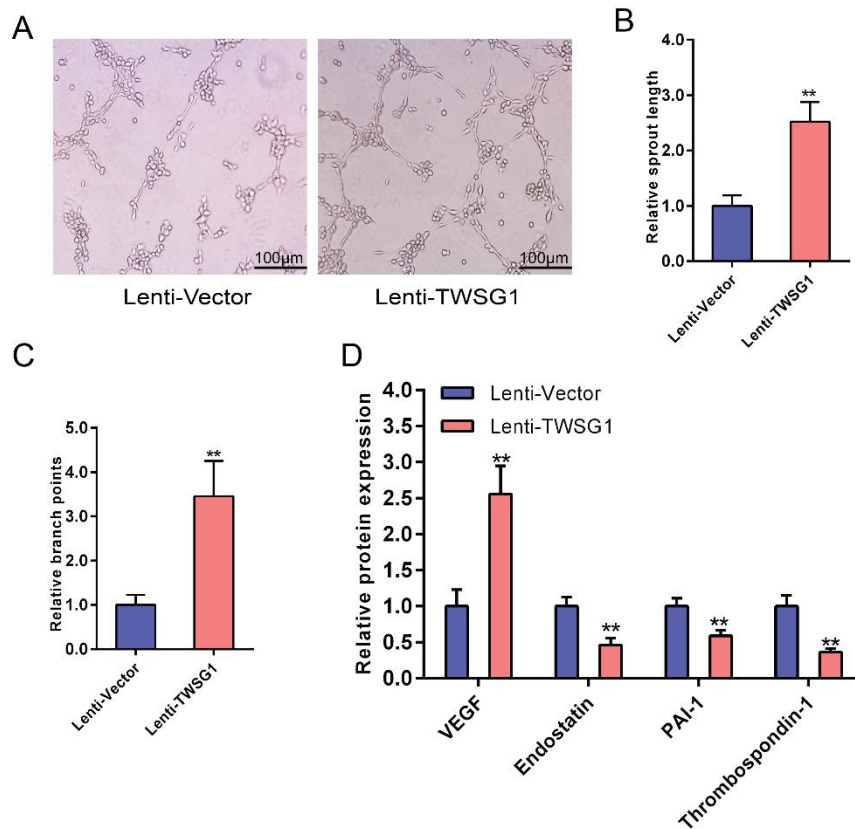 A
100μm
100μm
Lenti-Vector
Lenti-TWSG1
B
Relative sprout length
4.0
3.0
2.0
1.0
0.0
**
Lenti-Vector
Lenti-TWSG1
C
Relative branch points
5.0
4.0
3.0
2.0
1.0
0.0
**
Lenti-Vector
Lenti-TWSG1
D
Lenti-Vector
Lenti-TWSG1
Relative protein expression
4.0
3.5
3.0
2.5
2.0
1.5
1.0
0.5
0.0
**
**
**
**
VEGF
Endostatin
PAI-1
Thrombospondin-1